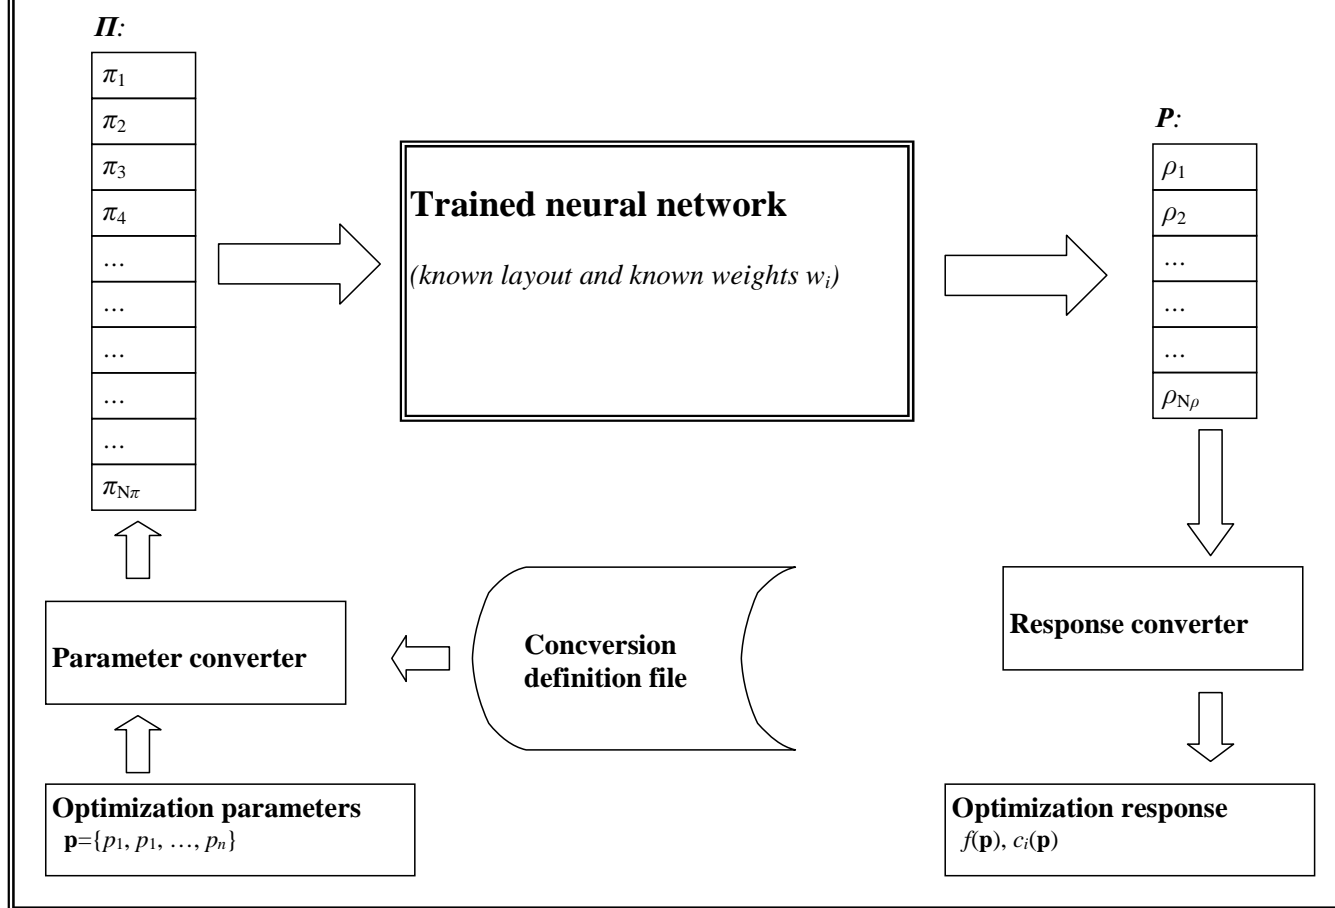 Π:
π1
π2
π3
π4
…
…
…
…
…
πNπ
Trained neural network
(known layout and known weights wi)
P:
ρ1
ρ2
…
…
…
ρNρ
Parameter converter
Concversion
definition file
Response converter
Optimization parameters
p={p1, p1, …, pn}
Optimization response
f(p), ci(p)